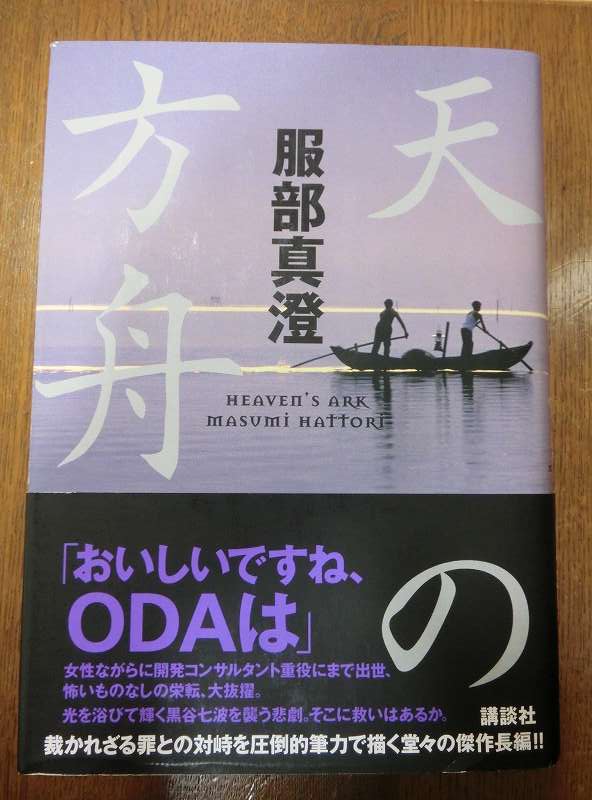 天の
方舟
服部真澄
HEAVEN'S ARK
MASUMI HATTORI
「おいしいですね、
ODAは」
女性ながらに開発コンサルタント重役にまで出世、
怖いものなしの栄転、大抜擢。
光を浴びて輝く黒谷七波を襲う悲劇。そこに救いはあるか。
講談社
裁かれざる罪との対峙を圧倒的筆力で描く堂々の傑作長編!!